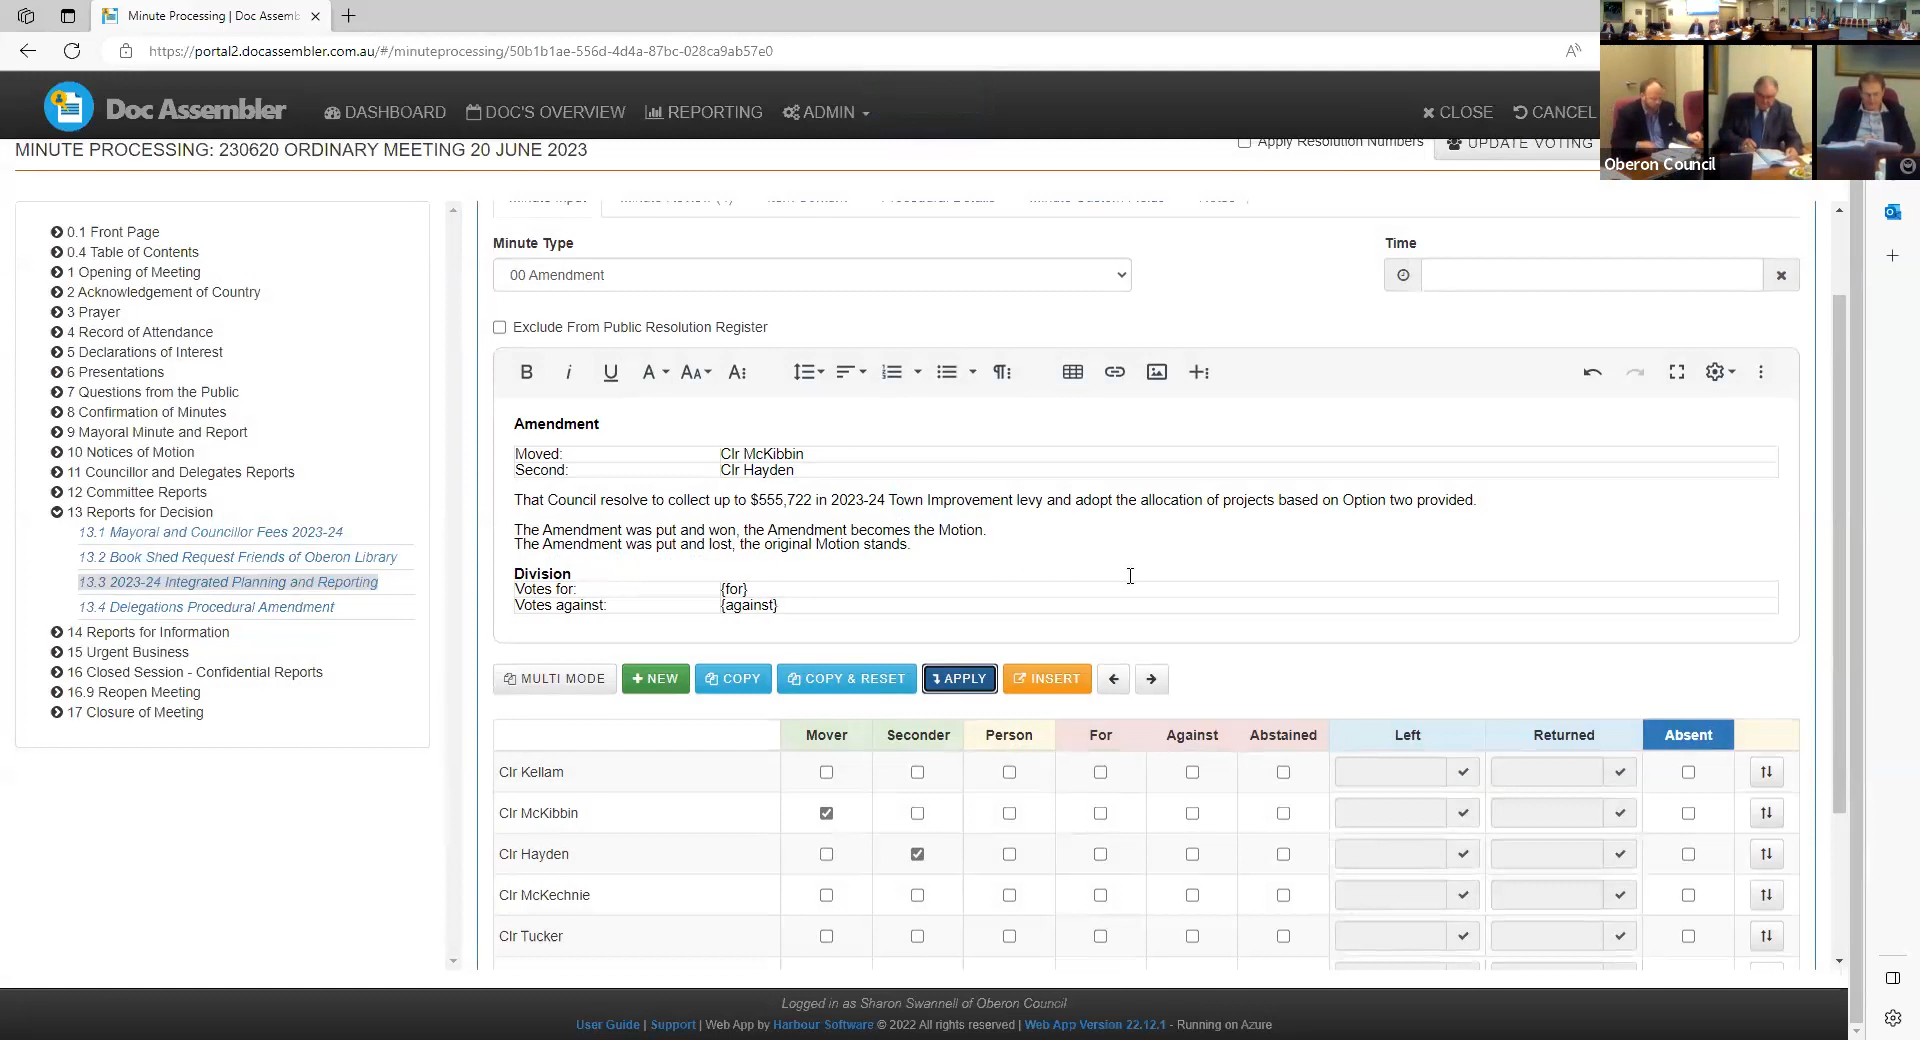 Minute Processing | Doc Assemb
https://portal2.docassembler.com.au/#/minuteprocessing/50b1b1ae-556d-4d4a-87bc-028ca9ab57e0
Doc Assembler
DASHBOARD
DOC'S OVERVIEW
REPORTING
ADMIN
CLOSE
CANCEL
Oberon Council
MINUTE PROCESSING: 230620 ORDINARY MEETING 20 JUNE 2023
Apply Resolution Numbers
UPDATE VOTING
0.1 Front Page
0.4 Table of Contents
1 Opening of Meeting
2 Acknowledgement of Country
3 Prayer
4 Record of Attendance
5 Declarations of Interest
6 Presentations
7 Questions from the Public
8 Confirmation of Minutes
9 Mayoral Minute and Report
10 Notices of Motion
11 Councillor and Delegates Reports
12 Committee Reports
13 Reports for Decision
13.1 Mayoral and Councillor Fees 2023-24
13.2 Book Shed Request Friends of Oberon Library
13.3 2023-24 Integrated Planning and Reporting
13.4 Delegations Procedural Amendment
14 Reports for Information
15 Urgent Business
16 Closed Session - Confidential Reports
16.9 Reopen Meeting
17 Closure of Meeting
Minute Type
Time
00 Amendment
Exclude From Public Resolution Register
Amendment
Moved: Clr McKibbin
Second: Clr Hayden
That Council resolve to collect up to $555,722 in 2023-24 Town Improvement levy and adopt the allocation of projects based on Option two provided.
The Amendment was put and won, the Amendment becomes the Motion.
The Amendment was put and lost, the original Motion stands.
Division
Votes for: {for}
Votes against: {against}
MULTI MODE
NEW
COPY
COPY & RESET
APPLY
INSERT
Mover Seconder Person For Against Abstained Left Returned Absent
Clr Kellam
Clr McKibbin
Clr Hayden
Clr McKechnie
Clr Tucker
Logged in as Sharon Swannell of Oberon Council
User Guide | Support | Web App by Harbour Software © 2022 All rights reserved | Web App Version 22.12.1 - Running on Azure